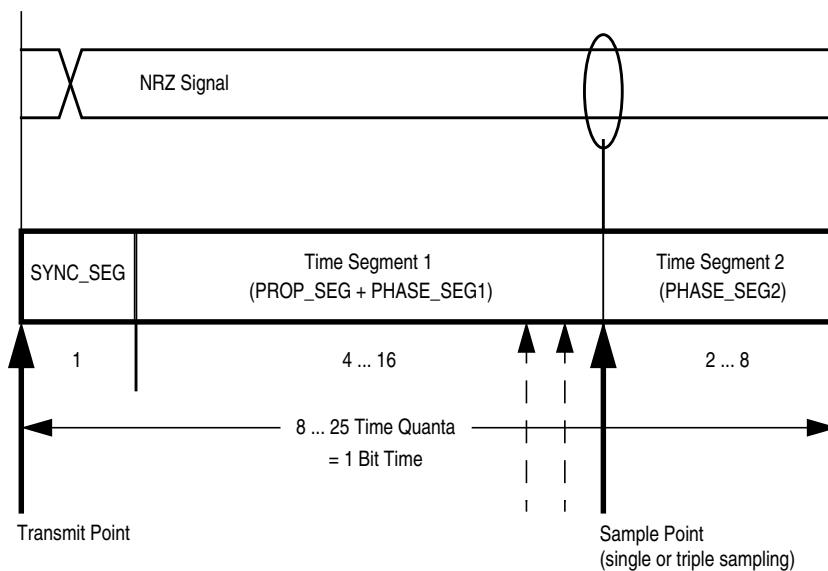 NRZ Signal
SYNC_SEG
Time Segment 1
(PROP_SEG + PHASE_SEG1)
Time Segment 2
(PHASE_SEG2)
1
4 ... 16
2 ... 8
8 ... 25 Time Quanta
= 1 Bit Time
Transmit Point
Sample Point
(single or triple sampling)